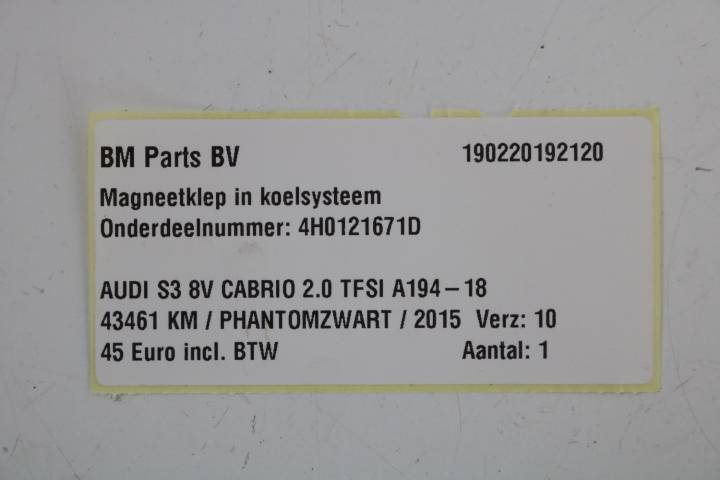 BM Parts BV 190220192120
Magneetklep in koelsysteem
Onderdeelnummer: 4H0121671D
AUDI S3 8V CABRIO 2.0 TFSI A194 – 18
43461 KM / PHANTOMZWART / 2015 Verz: 10
45 Euro incl. BTW Aantal: 1